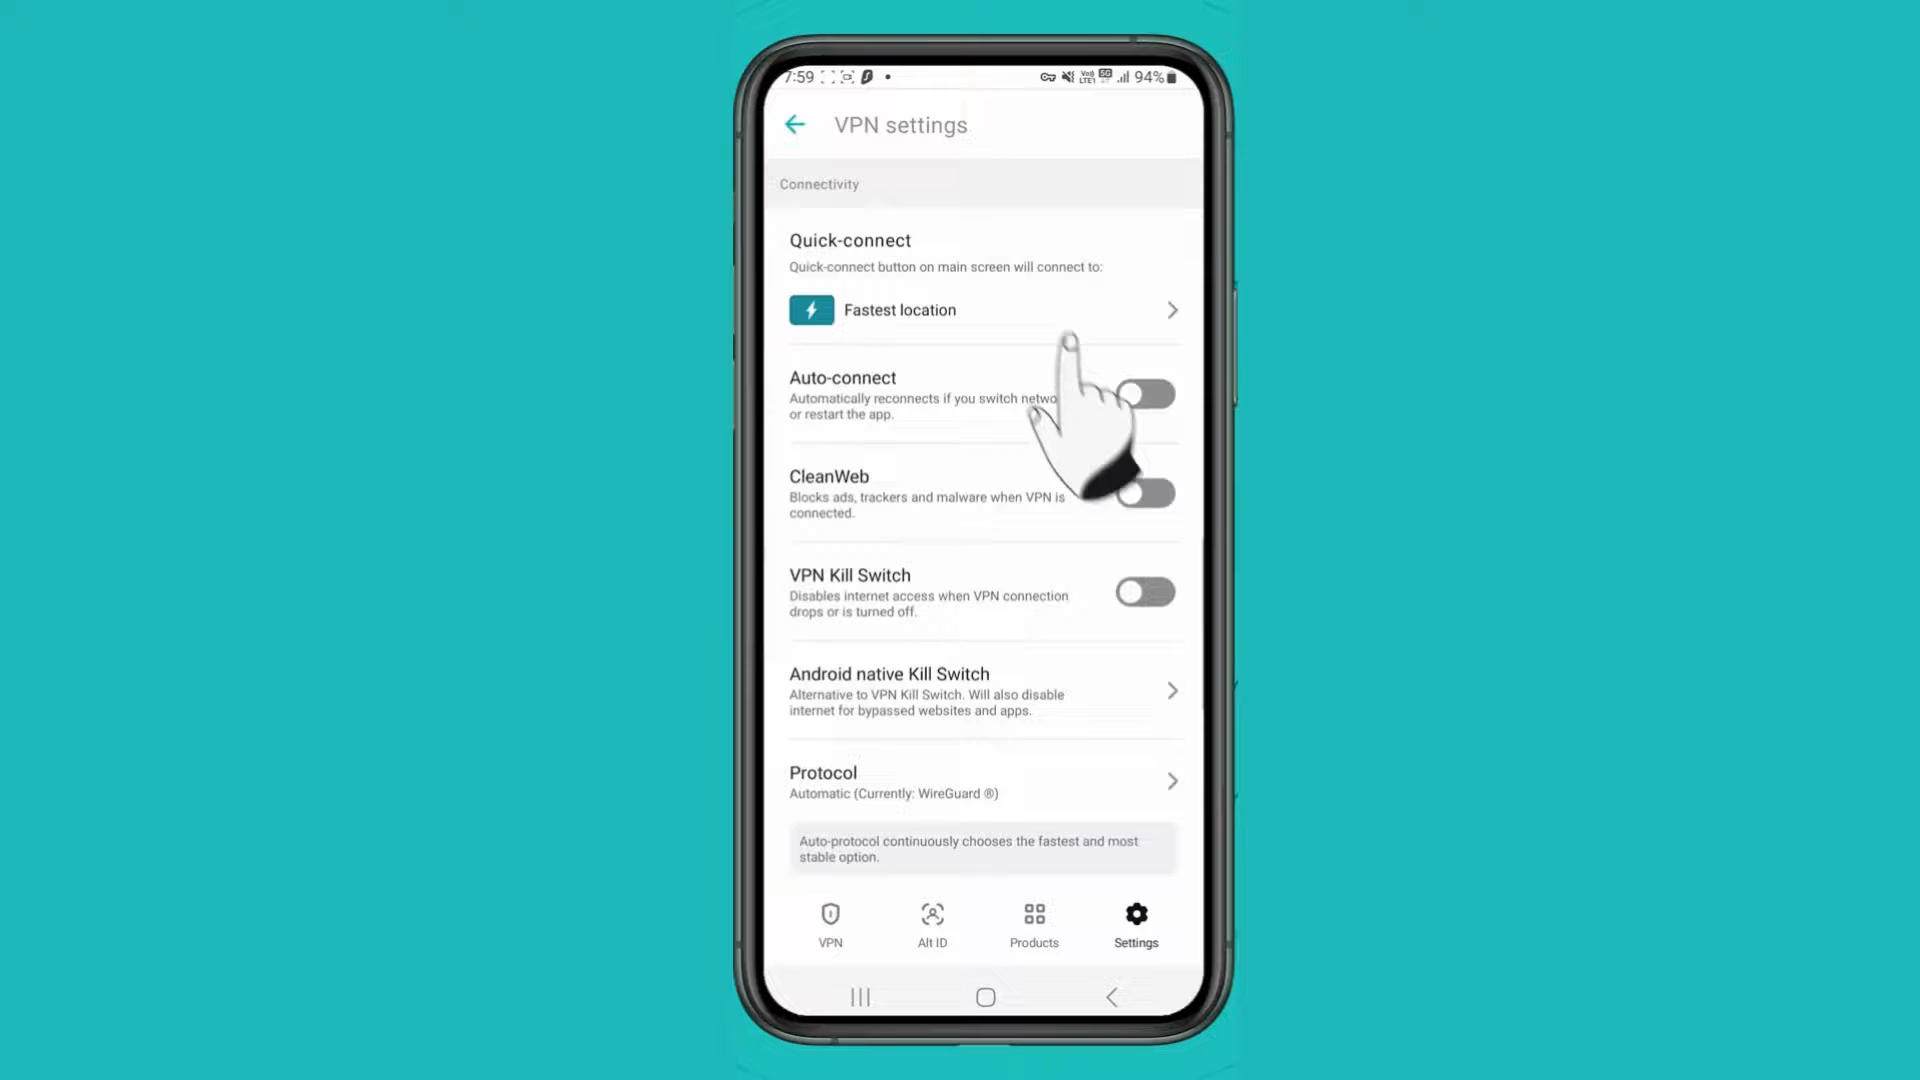 7:59 94%
VPN settings
Connectivity
Quick-connect
Quick-connect button on main screen will connect to:
Fastest location
Auto-connect
Automatically reconnects if you switch netwo
or restart the app.
CleanWeb
Blocks ads, trackers and malware when VPN is
connected.
VPN Kill Switch
Disables internet access when VPN connection
drops or is turned off.
Android native Kill Switch
Alternative to VPN Kill Switch. Will also disable
internet for bypassed websites and apps.
Protocol
Automatic (Currently: WireGuard ®)
Auto-protocol continuously chooses the fastest and most
stable option.
VPN Alt ID Products Settings